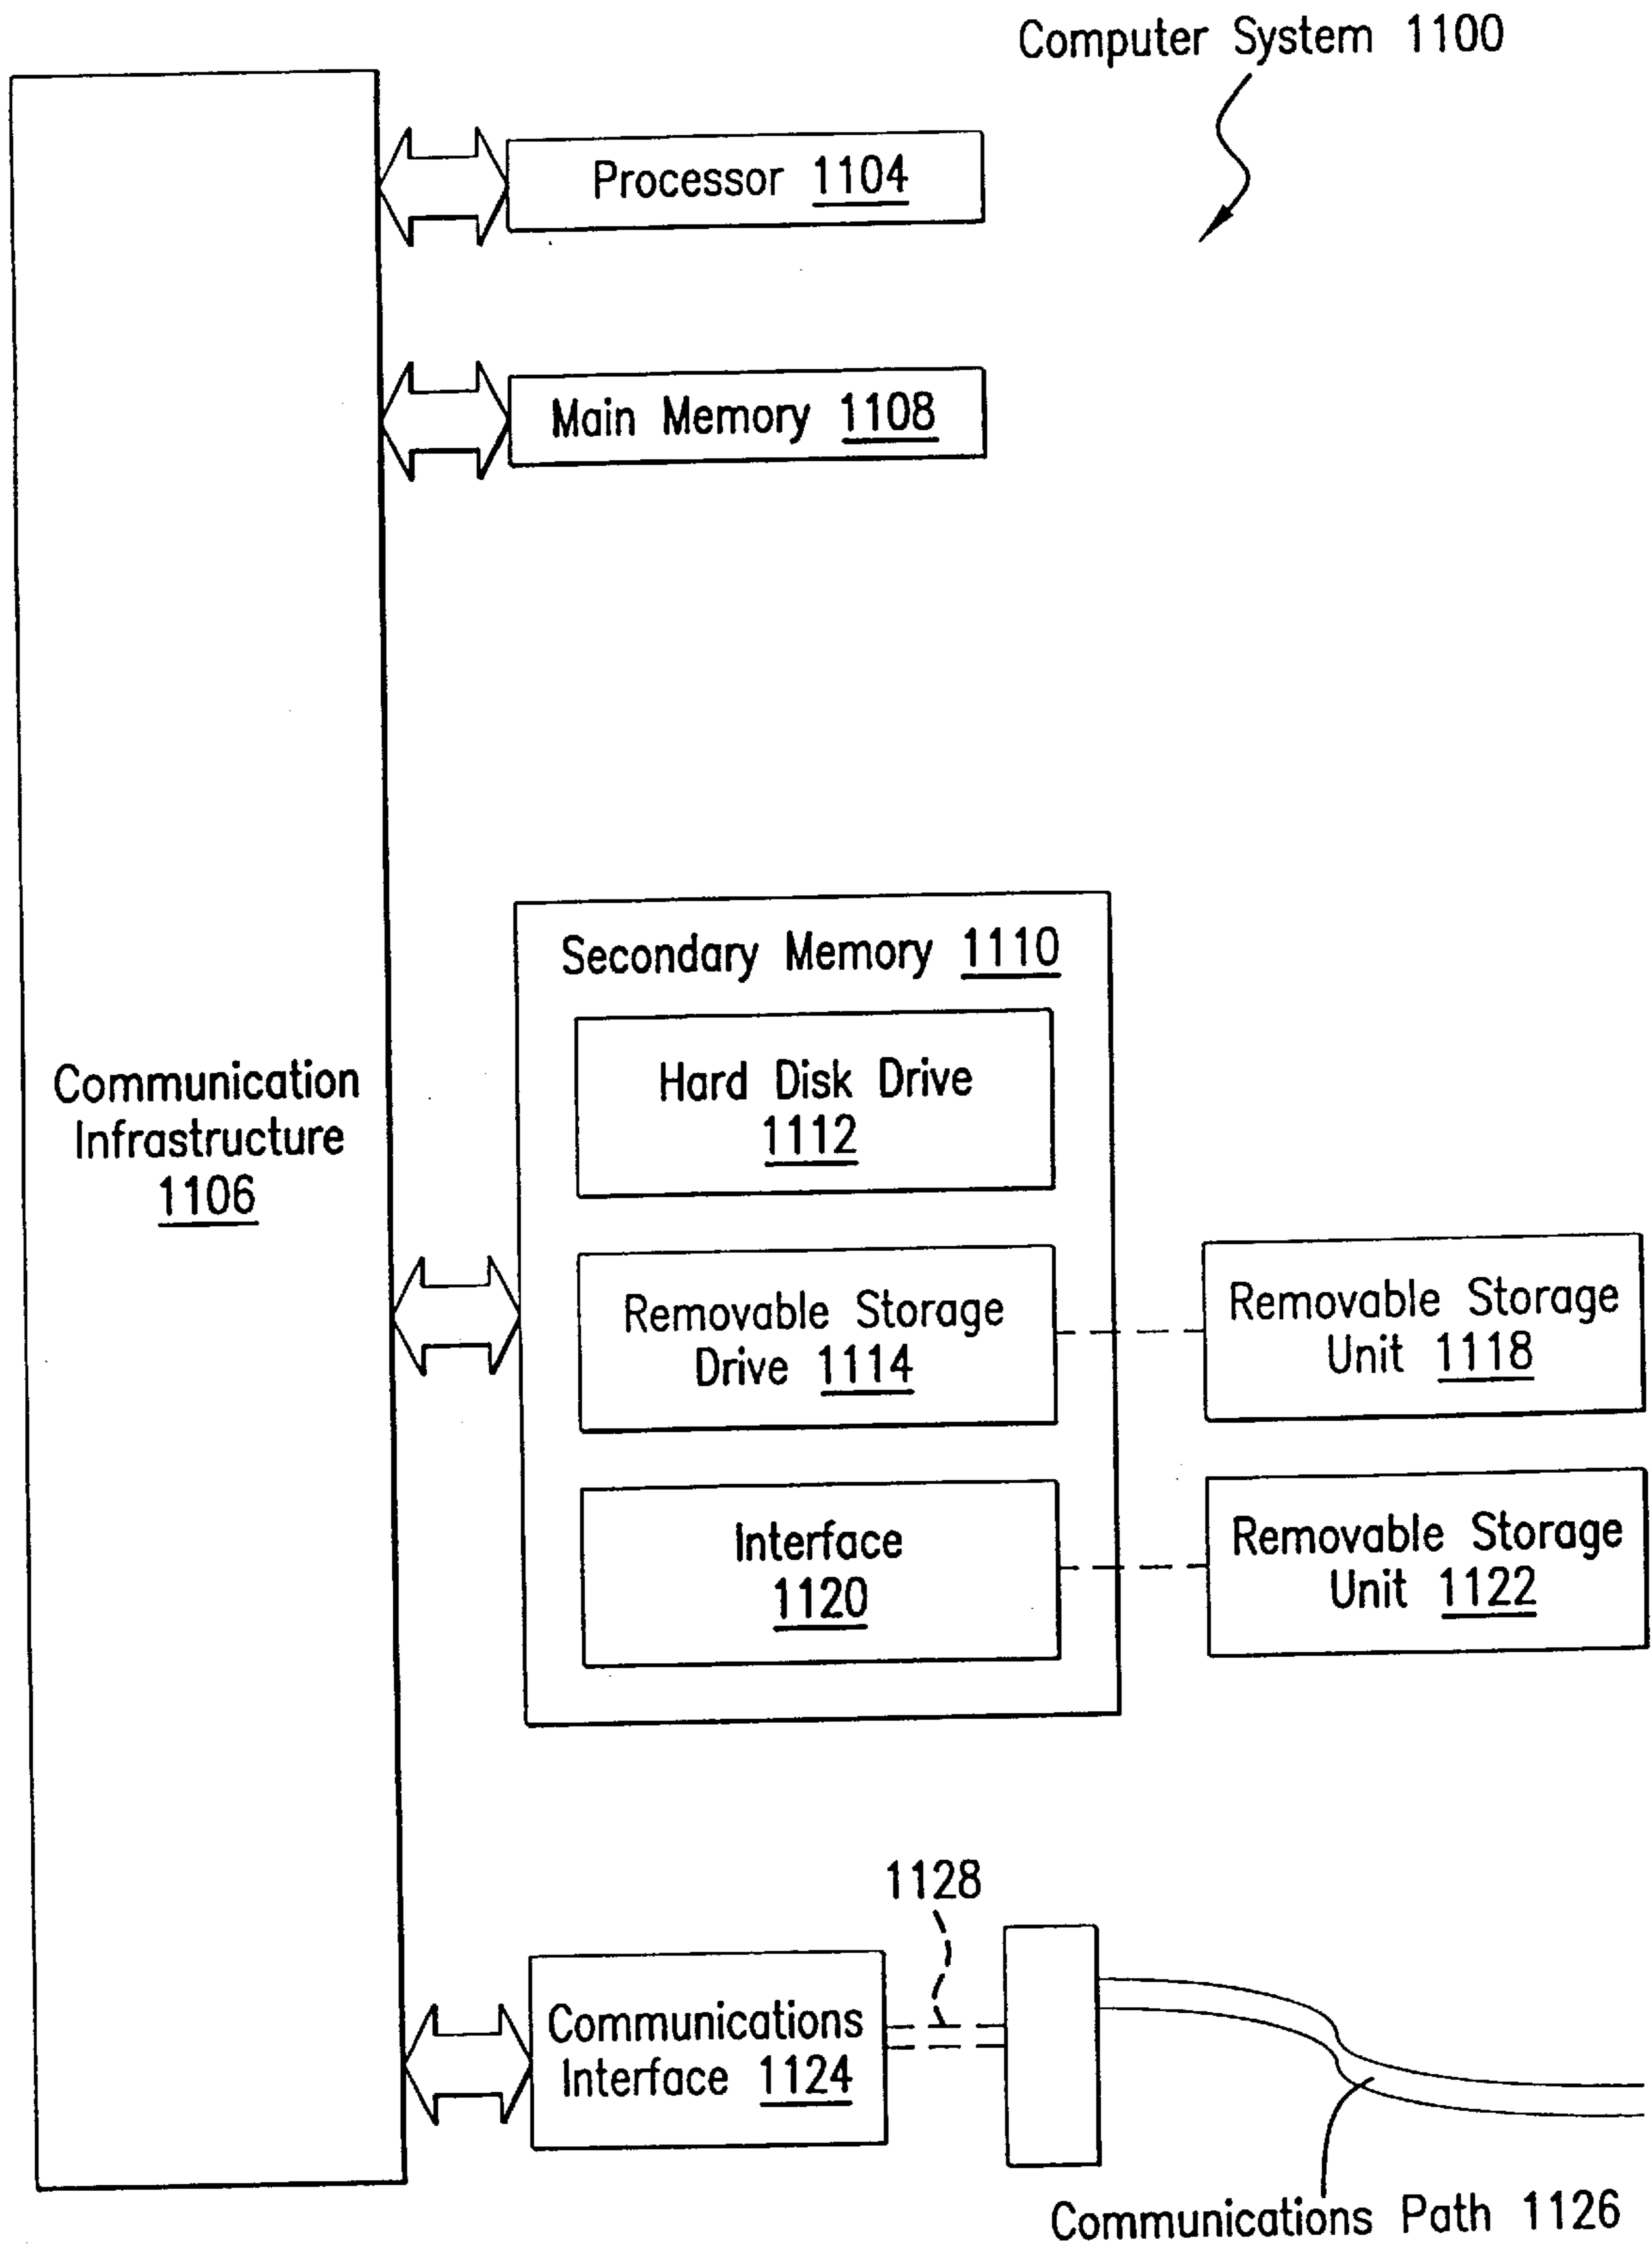 Computer System 1100
Processor 1104
Main Memory 1108
Secondary Memory 1110
Hard Disk Drive
1112
Communication
Infrastructure
1106
Removable Storage
Drive 1114
Removable Storage
Unit 1118
Interface
1120
Removable Storage
Unit 1122
1128
Communications
Interface 1124
Communications Path 1126